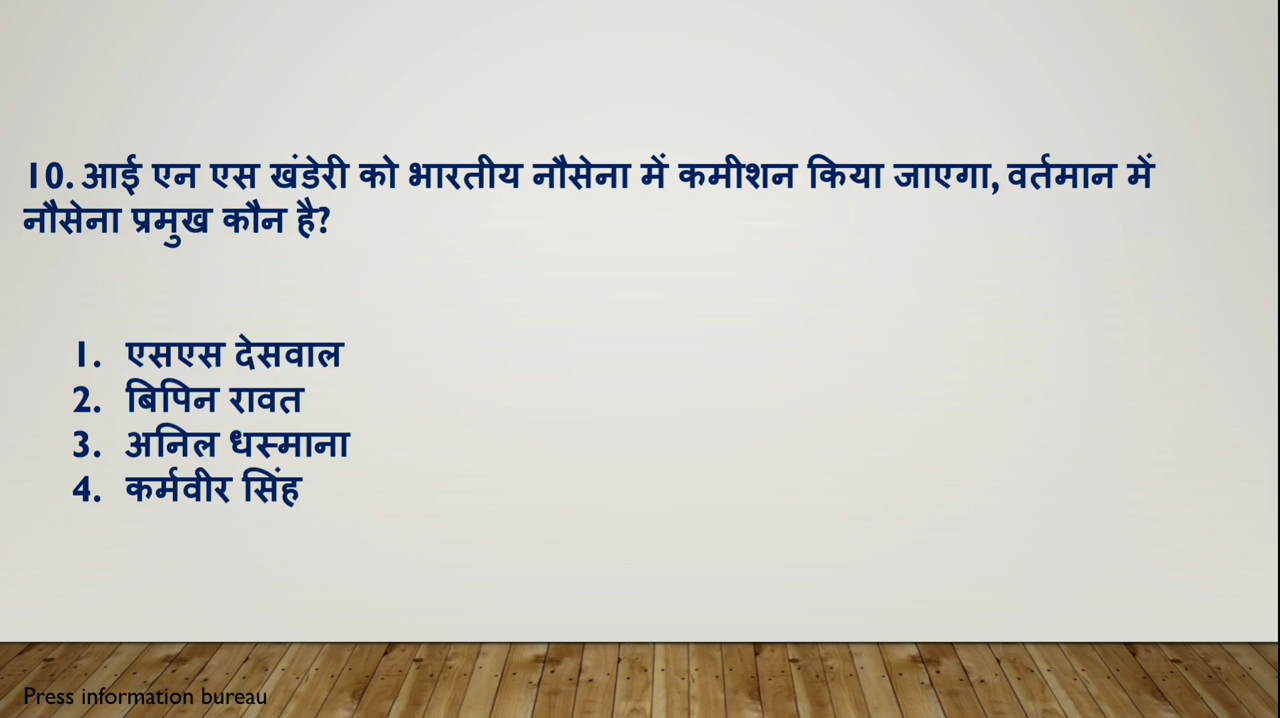 10. आई एन एस खंडेरी को भारतीय नौसेना में कमीशन किया जाएगा, वर्तमान में
नौसेना प्रमुख कौन है?
1. एसएस देसवाल
2. बिपिन रावत
3. अनिल धस्माना
4. कर्मवीर सिंह
Press information bureau